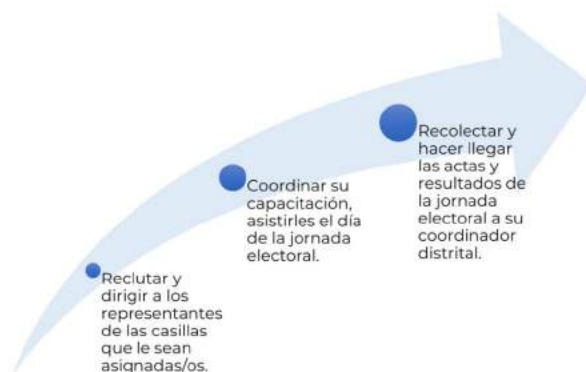 Reclutar y
dirigir a los
representantes
de las casillas
que le sean
asignadas/os.
Coordinar su
capacitación,
asistirles el día
de la jornada
electoral.
Recolectar y
hacer llegar
las actas y
resultados de
la jornada
electoral a su
coordinador
distrital.